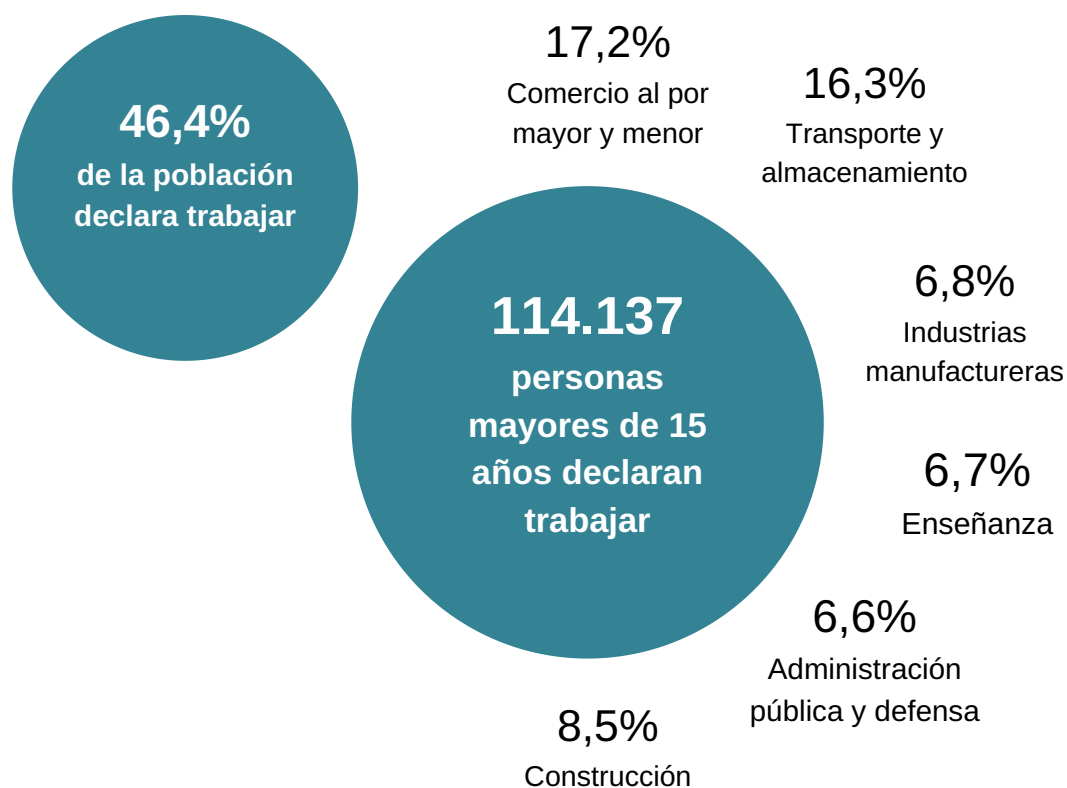 46,4%
de la población
declara trabajar
17,2%
Comercio al por
mayor y menor
16,3%
Transporte y
almacenamiento
114.137
personas
mayores de 15
años declaran
trabajar
6,8%
Industrias
manufactureras
6,7%
Enseñanza
6,6%
Administración
pública y defensa
8,5%
Construcción